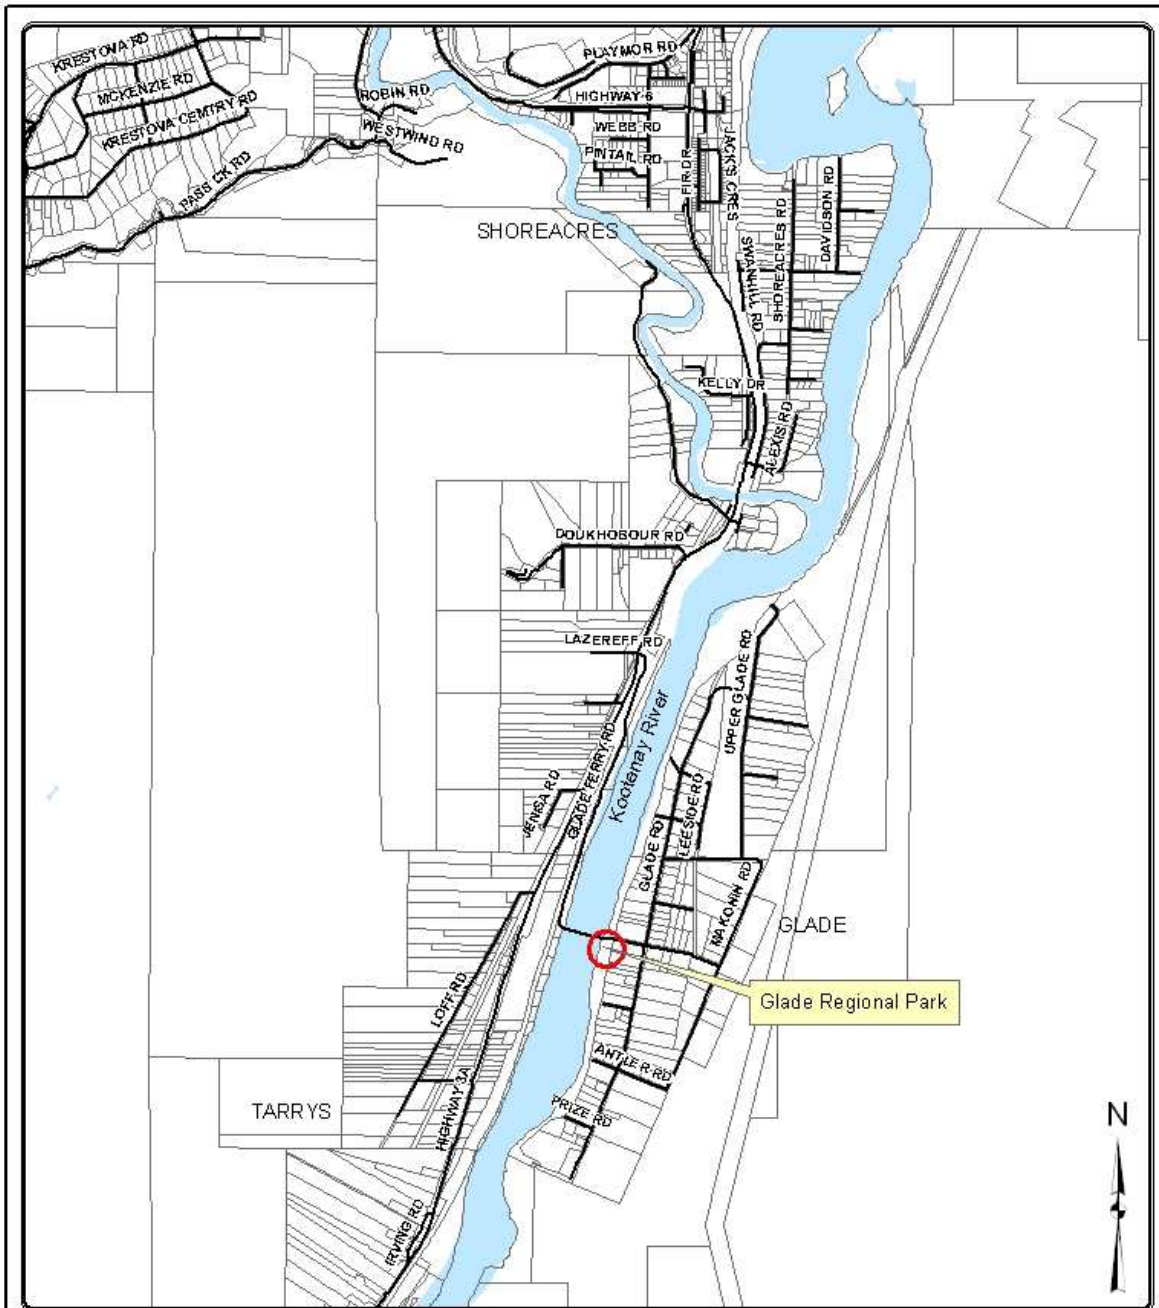 PLAYMOR RD
KRESTOVA RD
MCKENZIE RD
ROBIN RD
HIGHWAY 6
KRESTOVA CEMTRY RD
WESTWIND RD
WEBB RD
PINTAIL RD
FIR DR
JACKS CRES
PASS CK RD
DAVIDSON RD
SHOREACRES
SHOREACRES RD
SWANHILL RD
KELLY DR
ALEXIS RD
DOUKHOBOUR RD
LAZEREFF RD
UPPER GLADE RD
Kootenay River
GLADE FERRY RD
JENISA RD
LEESIDE RD
GLADE RD
MAKONIN RD
GLADE
LOFF RD
Glade Regional Park
ANTLER RD
HIGHWAY 3A
TARRYS
PRIZE RD
N
IRVING RD